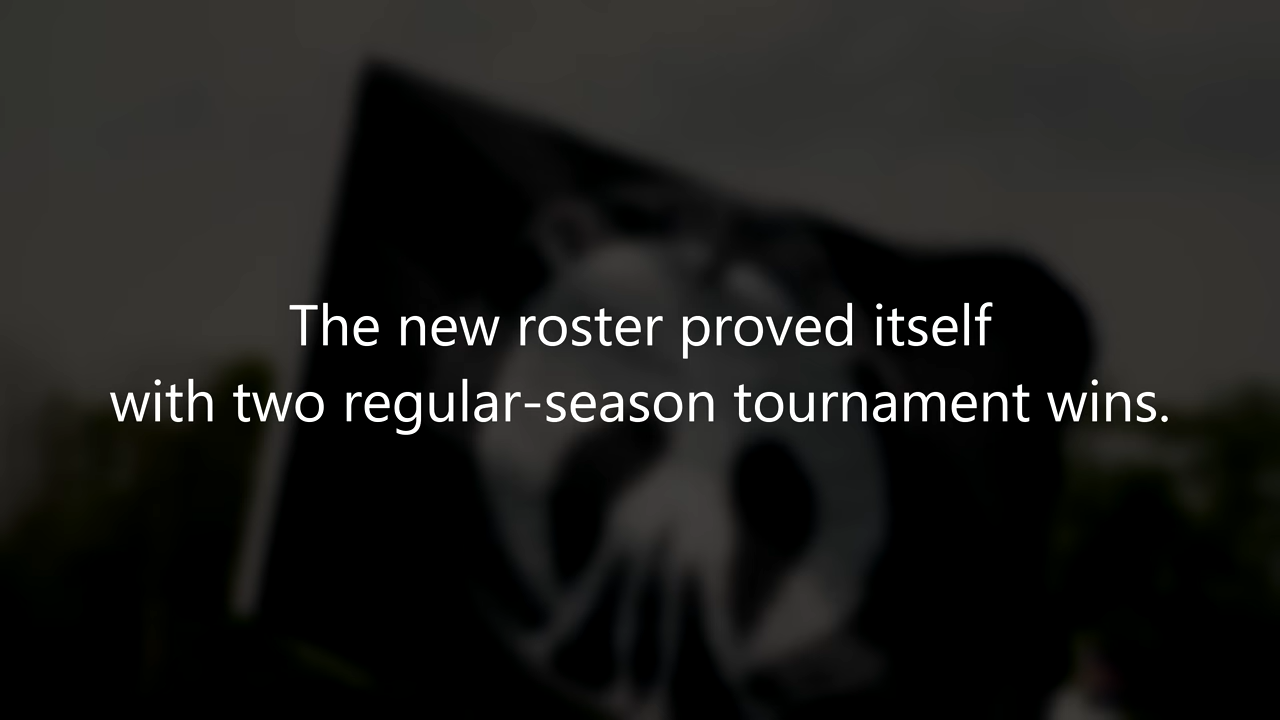 The new roster proved itself
with two regular-season tournament wins.